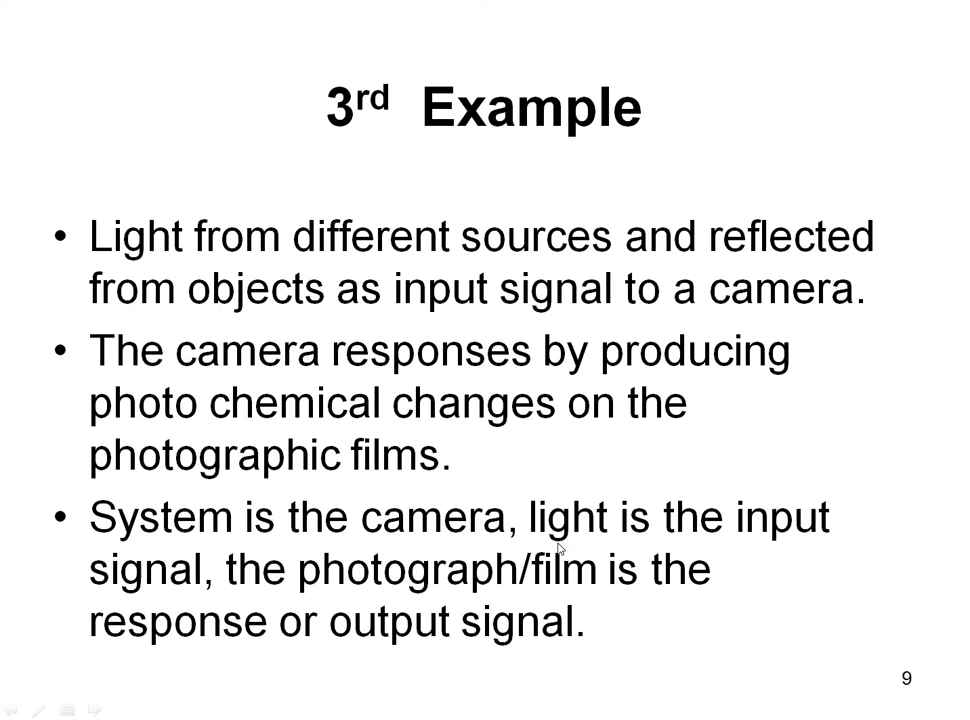 3rd Example
• Light from different sources and reflected
from objects as input signal to a camera.
• The camera responses by producing
photo chemical changes on the
photographic films.
• System is the camera, light is the input
signal, the photograph/film is the
response or output signal.
9